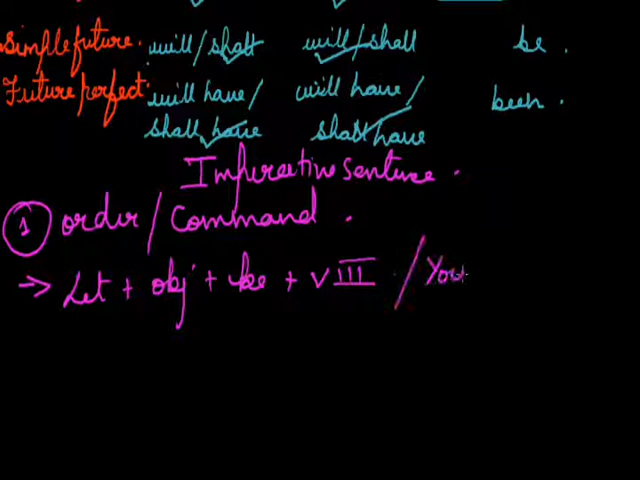 Simple future. will/shall will/shall be.
Future perfect. will have/ will have/ been.
shall have shall have
Imperative sentence.
1 order/Command.
→ Let + obj + be + VIII / You